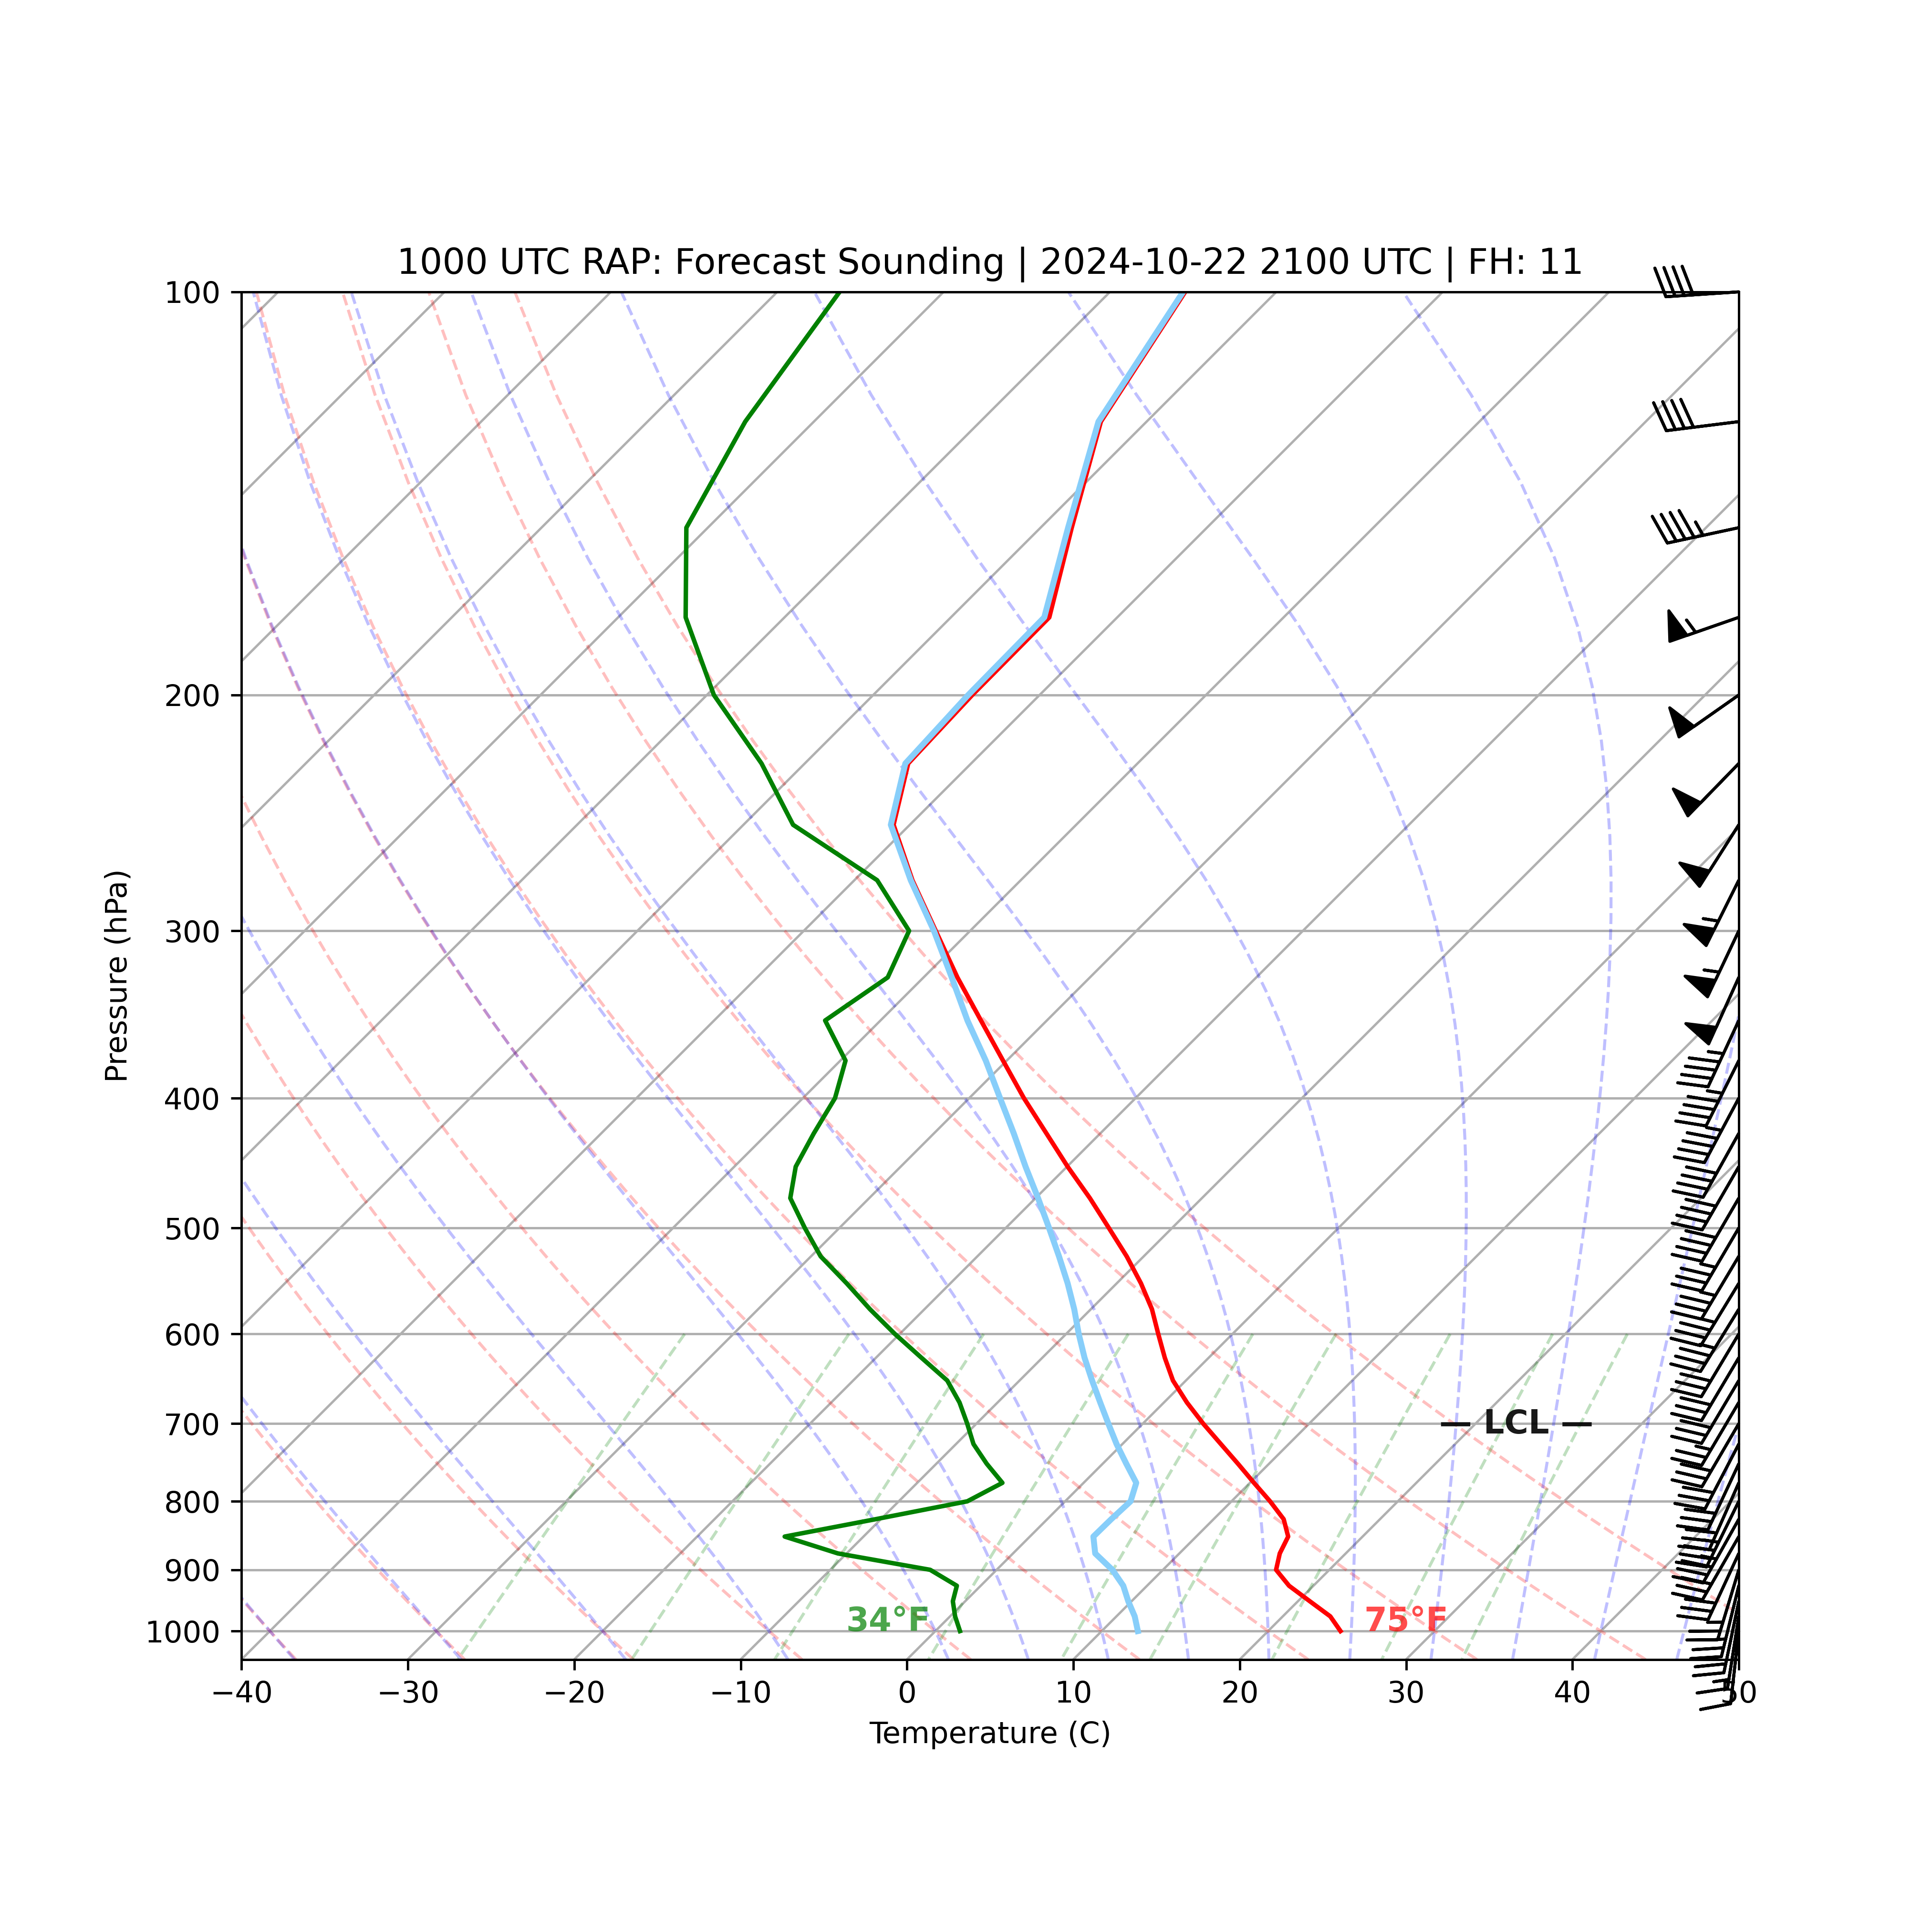 1000 UTC RAP: Forecast Sounding | 2024-10-22 2100 UTC | FH: 11
100
200
300
400
500
600
700
800
900
1000
Pressure (hPa)
— LCL —
34°F
75°F
−40 −30 −20 −10 0 10 20 30 40 50
Temperature (C)